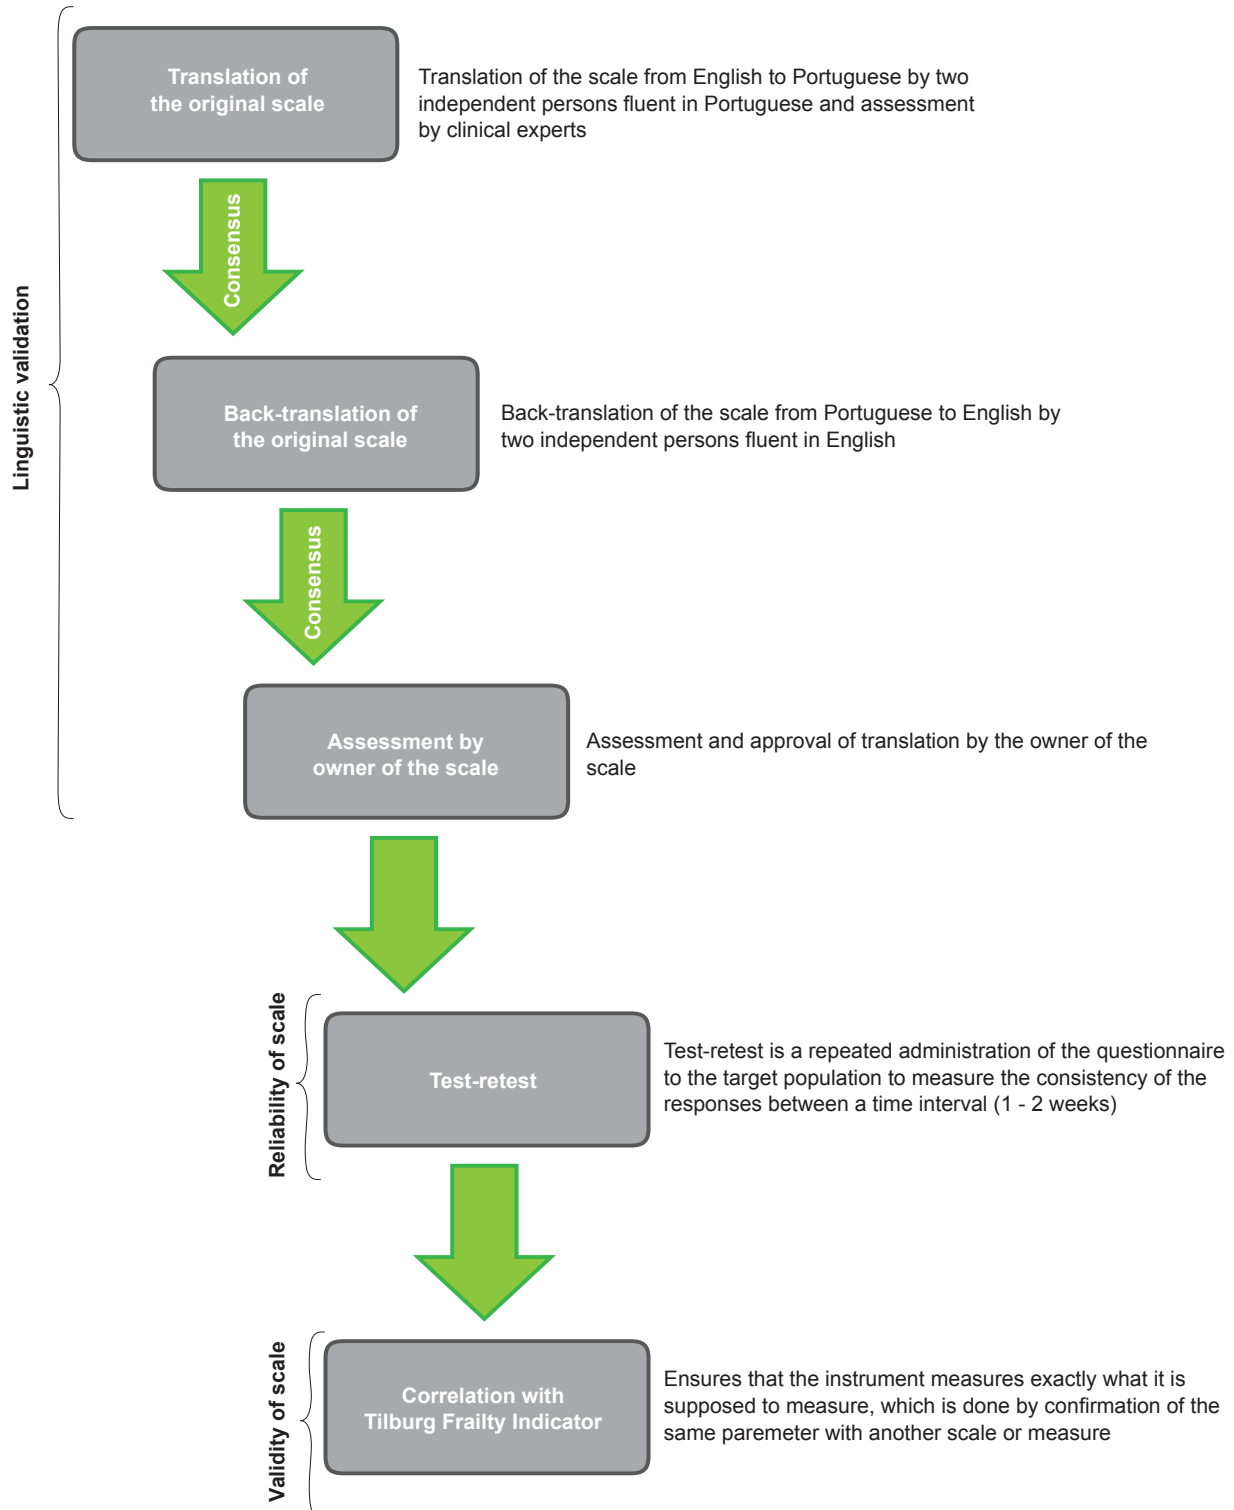 Linguistic validation
Translation of
the original scale
Translation of the scale from English to Portuguese by two
independent persons fluent in Portuguese and assessment
by clinical experts
Consensus
Back-translation of
the original scale
Back-translation of the scale from Portuguese to English by
two independent persons fluent in English
Consensus
Assessment by
owner of the scale
Assessment and approval of translation by the owner of the
scale
Reliability of scale
Test-retest
Test-retest is a repeated administration of the questionnaire
to the target population to measure the consistency of the
responses between a time interval (1 - 2 weeks)
Validity of scale
Correlation with
Tilburg Frailty Indicator
Ensures that the instrument measures exactly what it is
supposed to measure, which is done by confirmation of the
same paremeter with another scale or measure